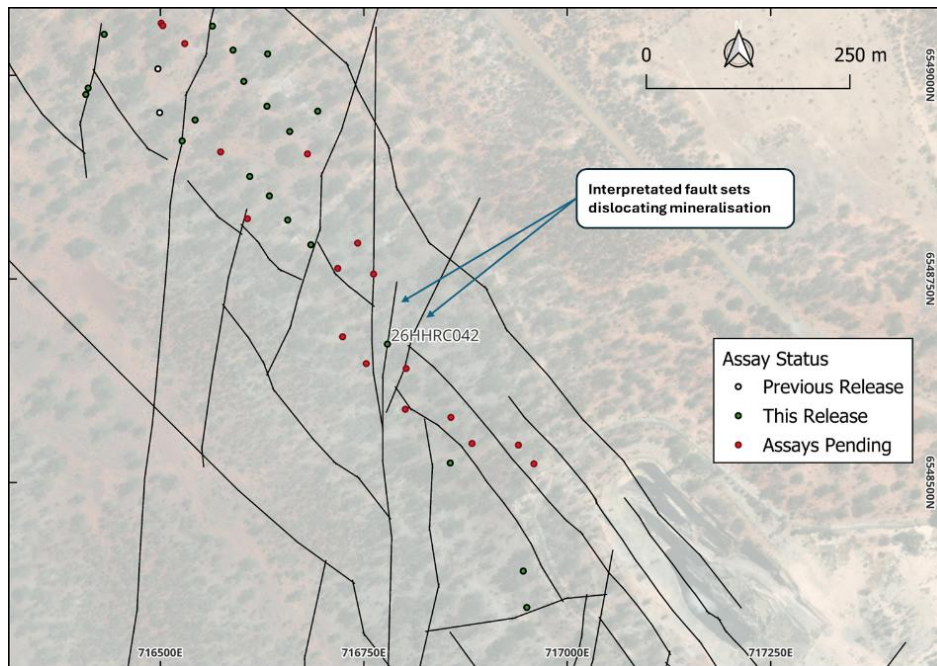 N
0 250 m
6549000N
Interpretated fault sets
dislocating mineralisation
6548750N
26HHRC042
Assay Status
Previous Release
This Release
Assays Pending
6548500N
716500E 716750E 717000E 717250E